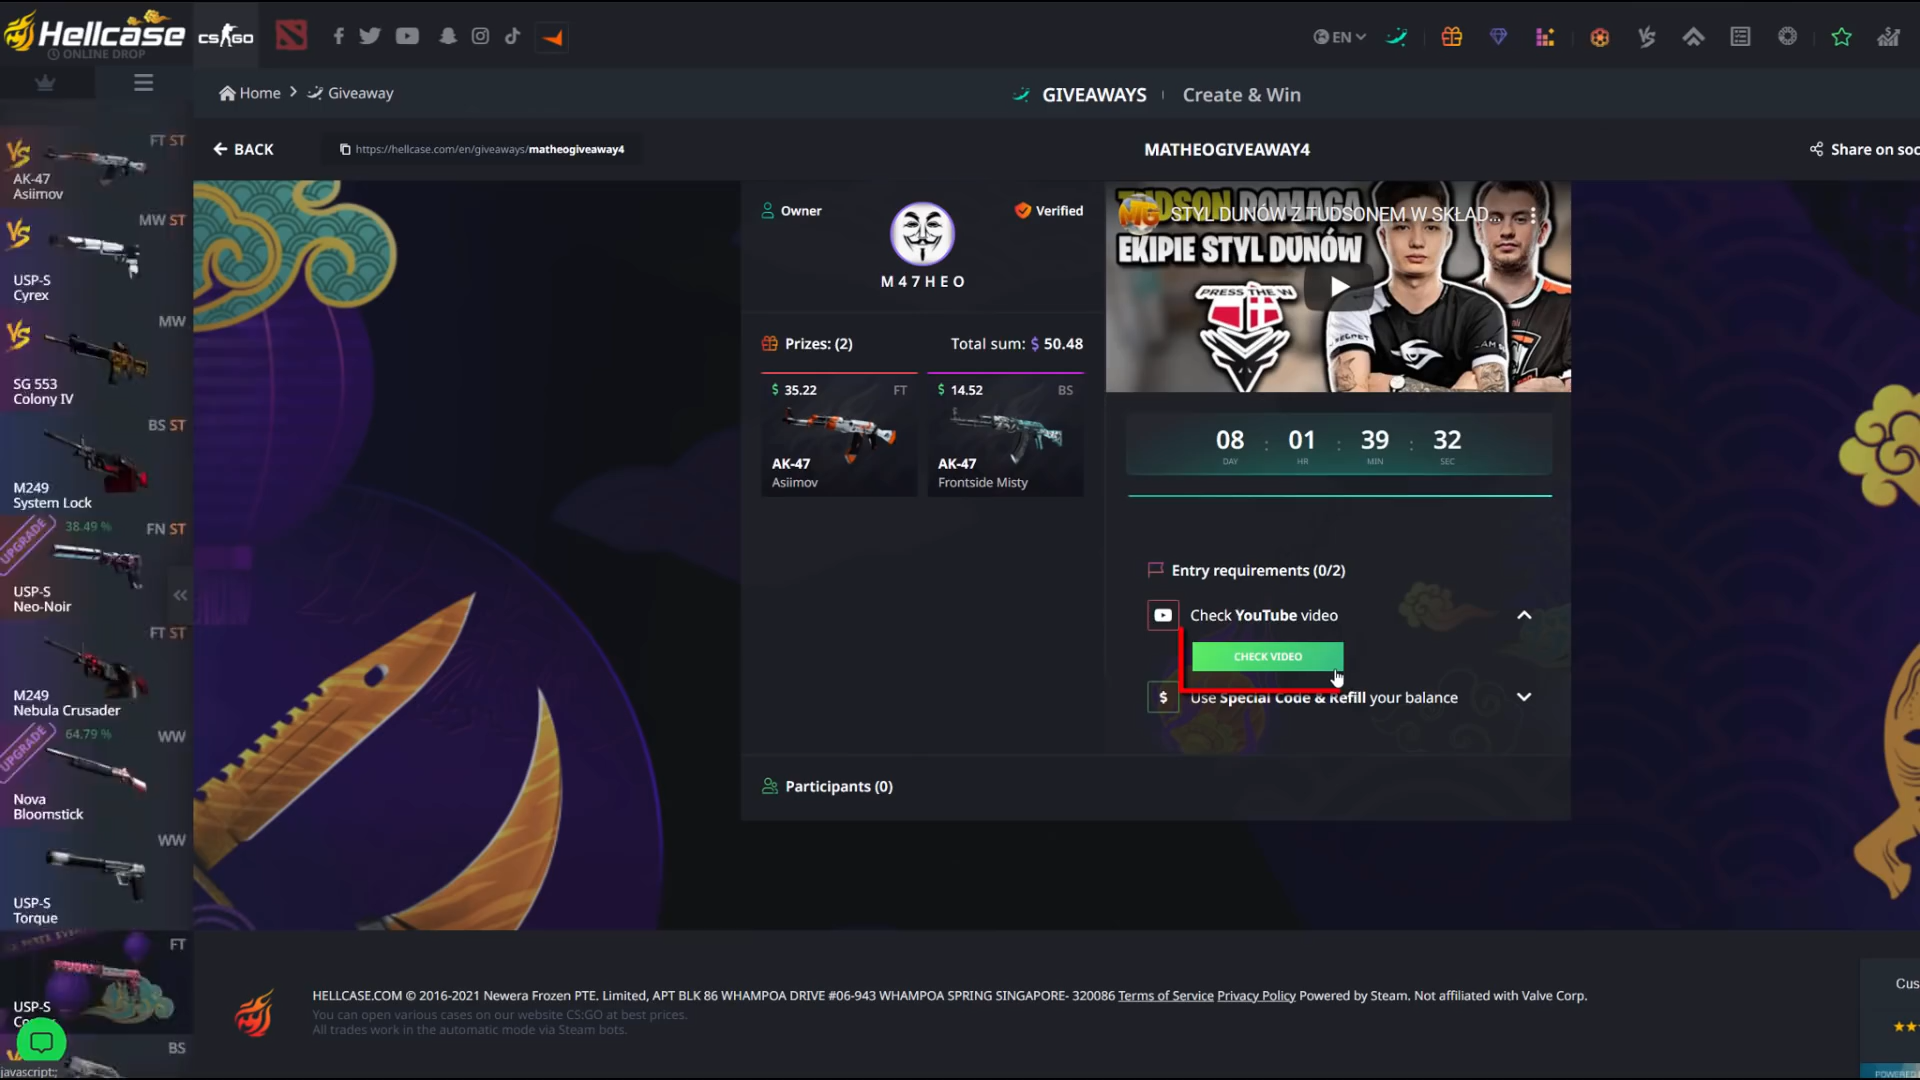 Hellcase
ONLINE DROP
CS GO
EN
Home
Giveaway
GIVEAWAYS
Create & Win
BACK
https://hellcase.com/en/giveaways/matheogiveaway4
MATHEOGIVEAWAY4
Share on soc
VS
FT ST
AK-47
Asiimov
VS
MW ST
USP-S
Cyrex
VS
MW
SG 553
Colony IV
BS ST
M249
System Lock
UPGRADE
38.49 %
FN ST
USP-S
Neo-Noir
FT ST
M249
Nebula Crusader
UPGRADE
64.79 %
WW
Nova
Bloomstick
WW
USP-S
Torque
FT
USP-S
BS
javascript:;
Owner
Verified
M47HEO
Prizes: (2)
Total sum: $ 50.48
$ 35.22
FT
AK-47
Asiimov
$ 14.52
BS
AK-47
Frontside Misty
TUDSON DOMAGA
STYL DUNÓW Z TUDSONEM W SKŁAD...
EKIPIE STYL DUNÓW
PRESS THE W
SECRET
08 : 01 : 39 : 32
DAY HR MIN SEC
Entry requirements (0/2)
Check YouTube video
CHECK VIDEO
$
Use Special Code & Refill your balance
Participants (0)
HELLCASE.COM © 2016-2021 Newera Frozen PTE. Limited, APT BLK 86 WHAMPOA DRIVE #06-943 WHAMPOA SPRING SINGAPORE- 320086 Terms of Service Privacy Policy Powered by Steam. Not affiliated with Valve Corp.
You can open various cases on our website CS:GO at best prices.
All trades work in the automatic mode via Steam bots.
Cus
POWERED